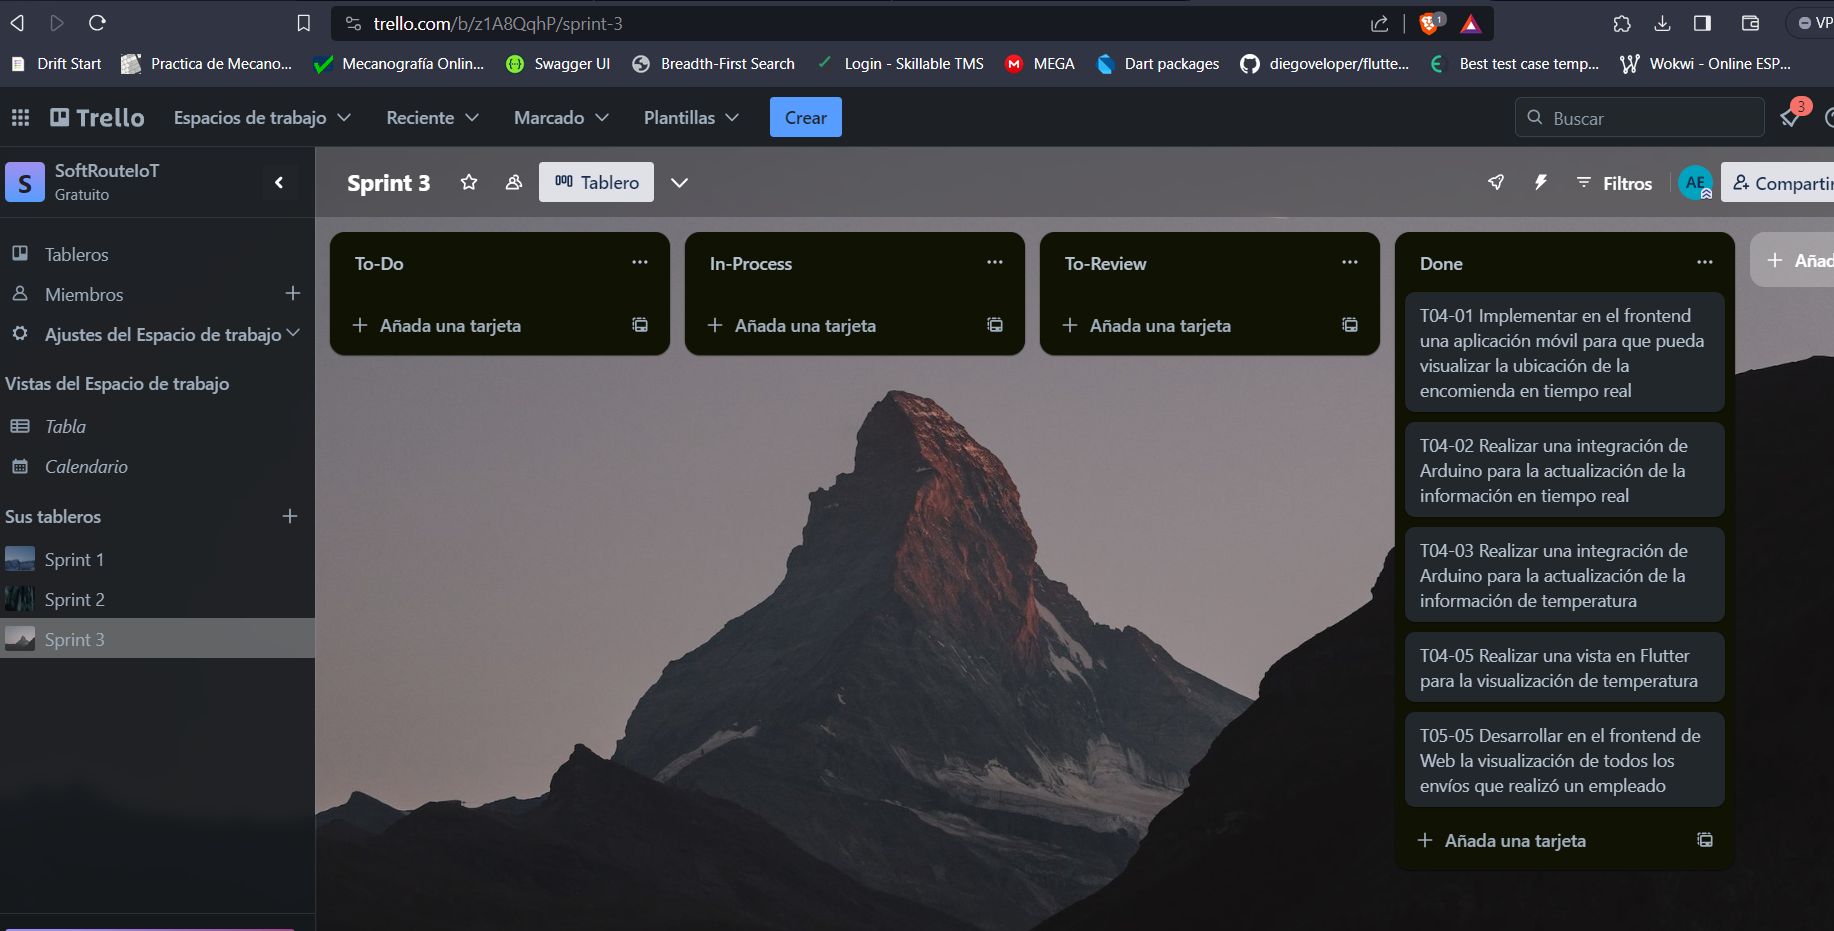 trello.com/b/z1A8QqhP/sprint-3
1
VP
Drift Start
Practica de Mecano...
Mecanografía Onlin...
Swagger UI
Breadth-First Search
Login - Skillable TMS
MEGA
Dart packages
diegoveloper/flutte...
Best test case temp...
Wokwi - Online ESP...
Trello
Espacios de trabajo
Reciente
Marcado
Plantillas
Crear
Buscar
3
S
SoftRouteIoT
Gratuito
Sprint 3
Tablero
Filtros
AE
Compartir
Tableros
Miembros
Ajustes del Espacio de trabajo
Vistas del Espacio de trabajo
Tabla
Calendario
Sus tableros
Sprint 1
Sprint 2
Sprint 3
To-Do
Añada una tarjeta
In-Process
Añada una tarjeta
To-Review
Añada una tarjeta
Done
T04-01 Implementar en el frontend
una aplicación móvil para que pueda
visualizar la ubicación de la
encomienda en tiempo real
T04-02 Realizar una integración de
Arduino para la actualización de la
información en tiempo real
T04-03 Realizar una integración de
Arduino para la actualización de la
información de temperatura
T04-05 Realizar una vista en Flutter
para la visualización de temperatura
T05-05 Desarrollar en el frontend de
Web la visualización de todos los
envíos que realizó un empleado
Añada una tarjeta
Añad